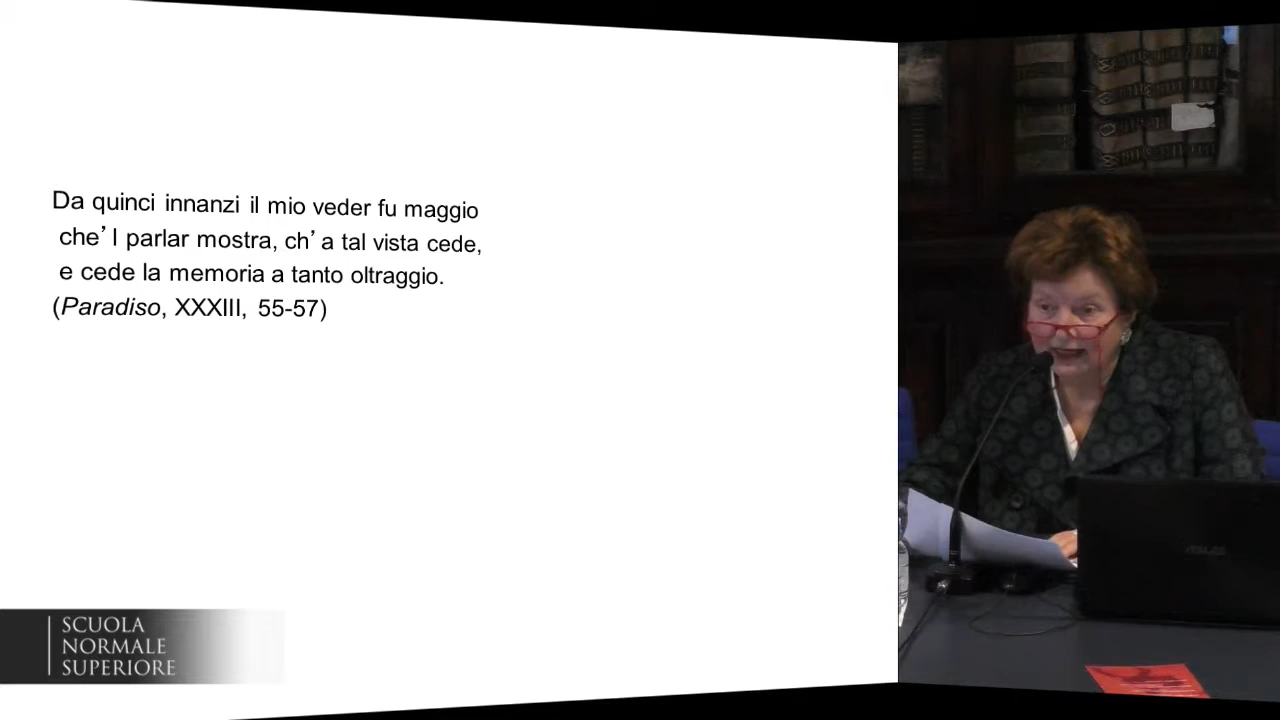 Da quinci innanzi il mio veder fu maggio
che’l parlar mostra, ch’a tal vista cede,
e cede la memoria a tanto oltraggio.
(Paradiso, XXXIII, 55-57)
SCUOLA
NORMALE
SUPERIORE
ASUS